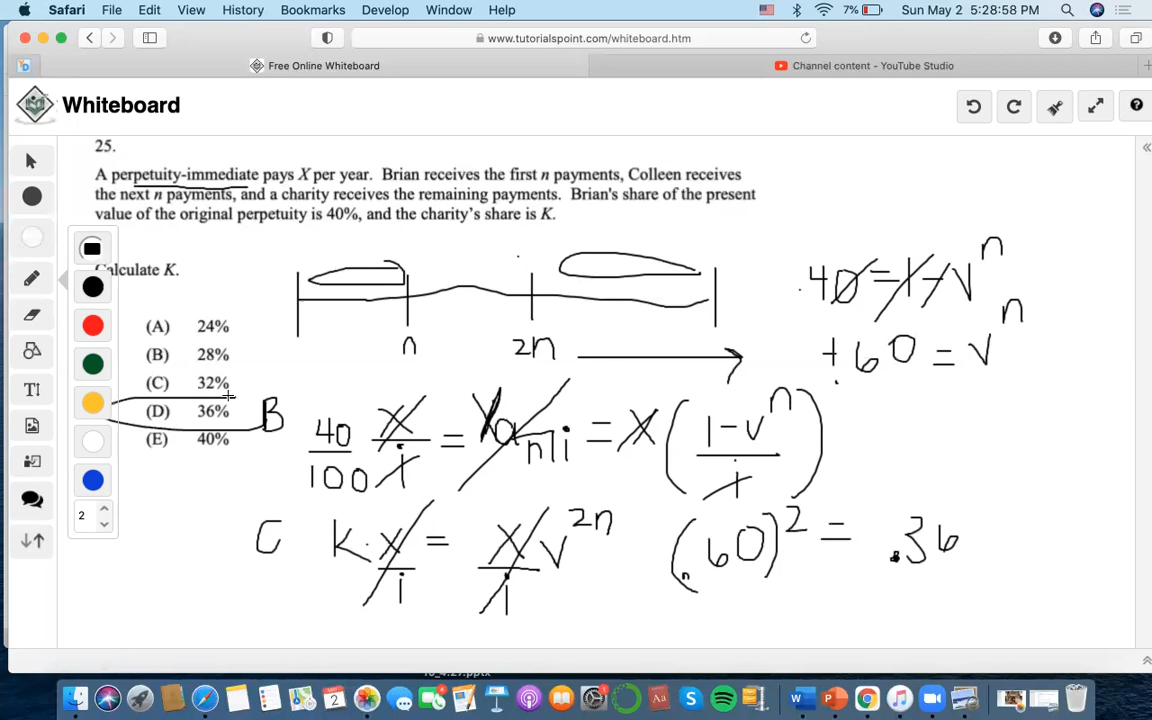 Safari File Edit View History Bookmarks Develop Window Help 7% Sun May 2 5:28:58 PM
www.tutorialspoint.com/whiteboard.htm
Free Online Whiteboard Channel content - YouTube Studio
Whiteboard
25.
A perpetuity-immediate pays X per year. Brian receives the first n payments, Colleen receives
the next n payments, and a charity receives the remaining payments. Brian's share of the present
value of the original perpetuity is 40%, and the charity's share is K.
Calculate K.
(A) 24%
(B) 28%
(C) 32%
(D) 36%
(E) 40%
n 2n
.40 = 1 - v^n
+.60 = v^n
B 40/100 X/i = X a n|i = X (1 - v^n / i)
C K · X/i = X/i v^2n (.60)^2 = .36
T
2
16_4.27.pptx